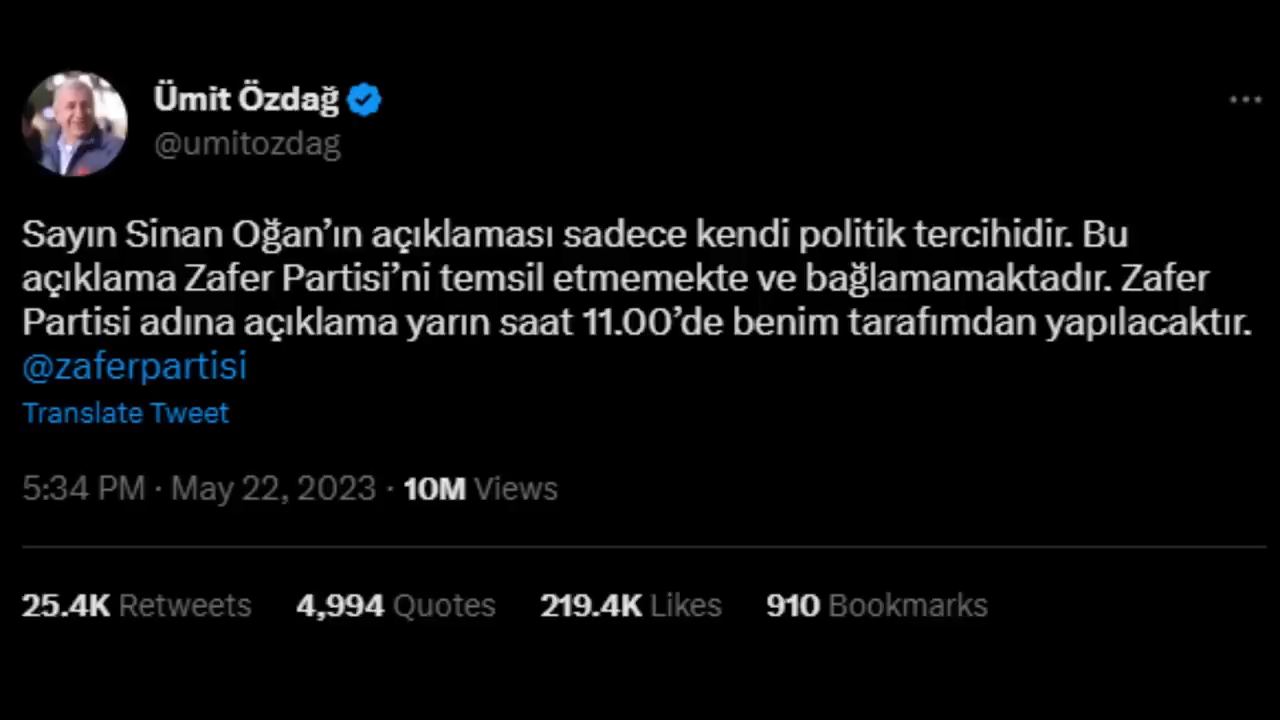 Ümit Özdağ
@umitozdag
Sayın Sinan Oğan’ın açıklaması sadece kendi politik tercihidir. Bu
açıklama Zafer Partisi’ni temsil etmemekte ve bağlamamaktadır. Zafer
Partisi adına açıklama yarın saat 11.00’de benim tarafımdan yapılacaktır.
@zaferpartisi
Translate Tweet
5:34 PM · May 22, 2023 · 10M Views
25.4K Retweets 4,994 Quotes 219.4K Likes 910 Bookmarks